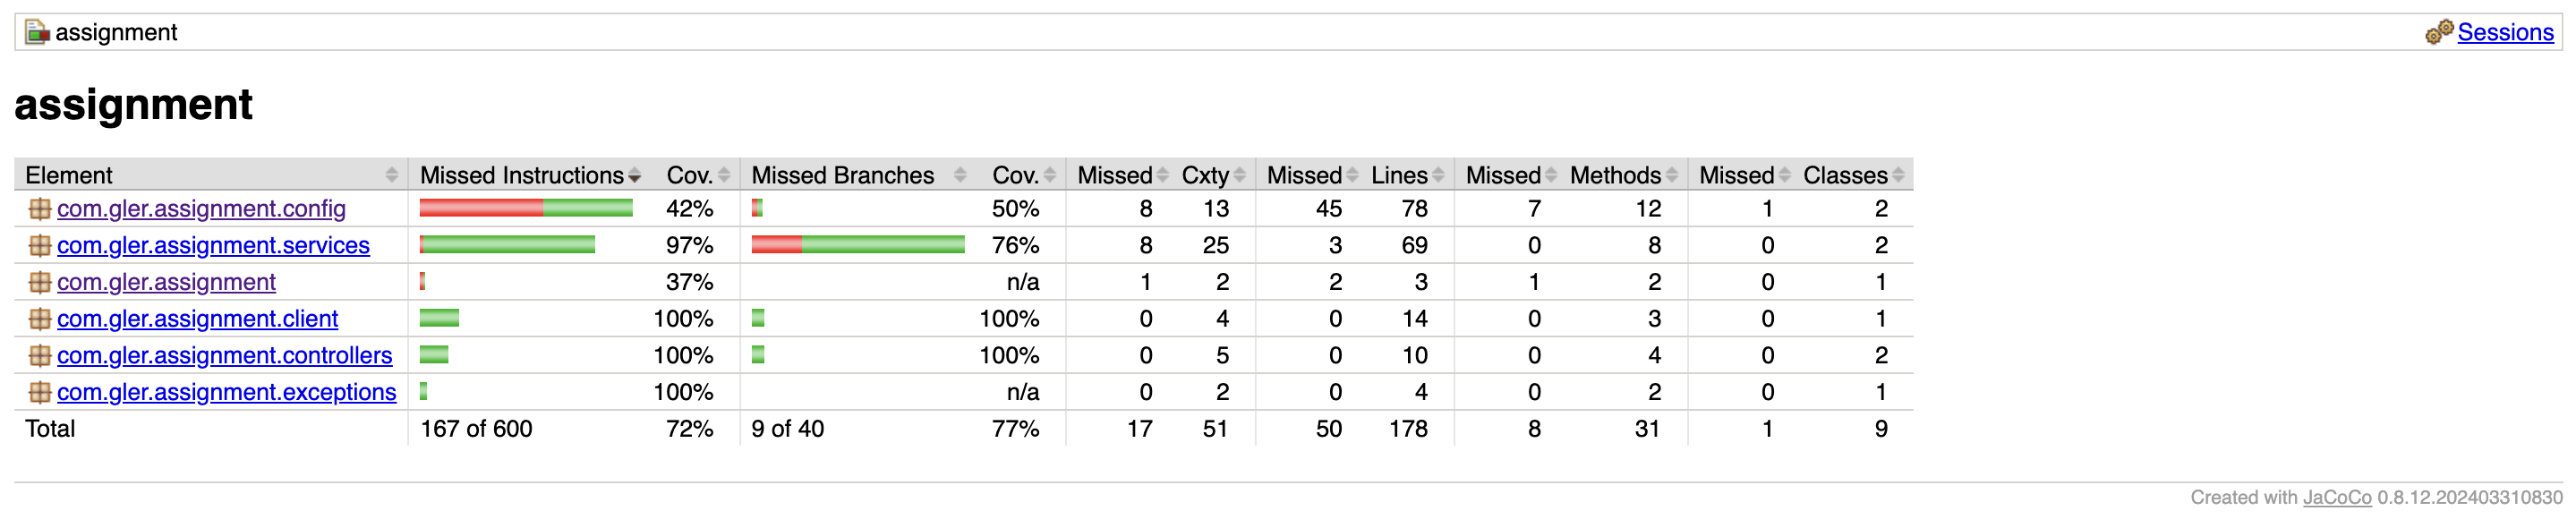 assignment Sessions
assignment
Element Missed Instructions Cov. Missed Branches Cov. Missed Cxty Missed Lines Missed Methods Missed Classes
com.gler.assignment.config 42% 50% 8 13 45 78 7 12 1 2
com.gler.assignment.services 97% 76% 8 25 3 69 0 8 0 2
com.gler.assignment 37% n/a 1 2 2 3 1 2 0 1
com.gler.assignment.client 100% 100% 0 4 0 14 0 3 0 1
com.gler.assignment.controllers 100% 100% 0 5 0 10 0 4 0 2
com.gler.assignment.exceptions 100% n/a 0 2 0 4 0 2 0 1
Total 167 of 600 72% 9 of 40 77% 17 51 50 178 8 31 1 9
Created with JaCoCo 0.8.12.202403310830